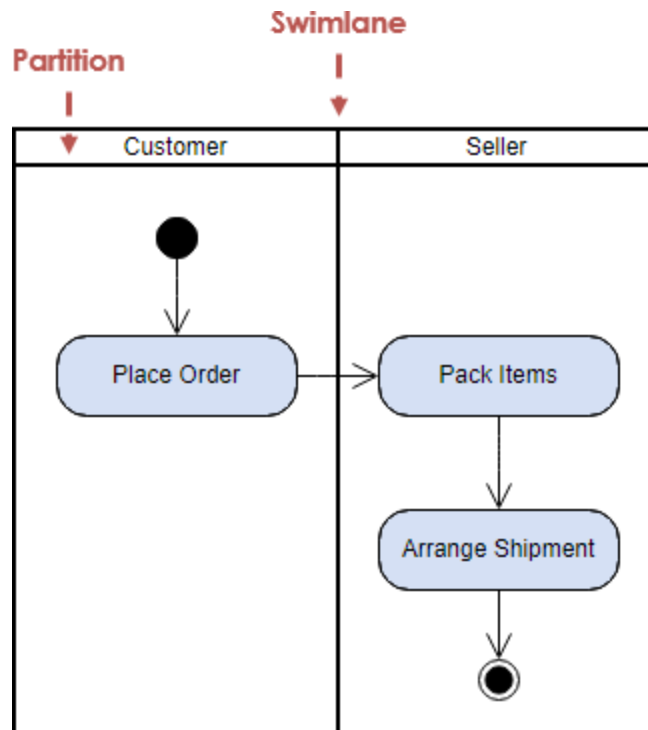 Swimlane
Partition
Customer
Seller
Place Order
Pack Items
Arrange Shipment